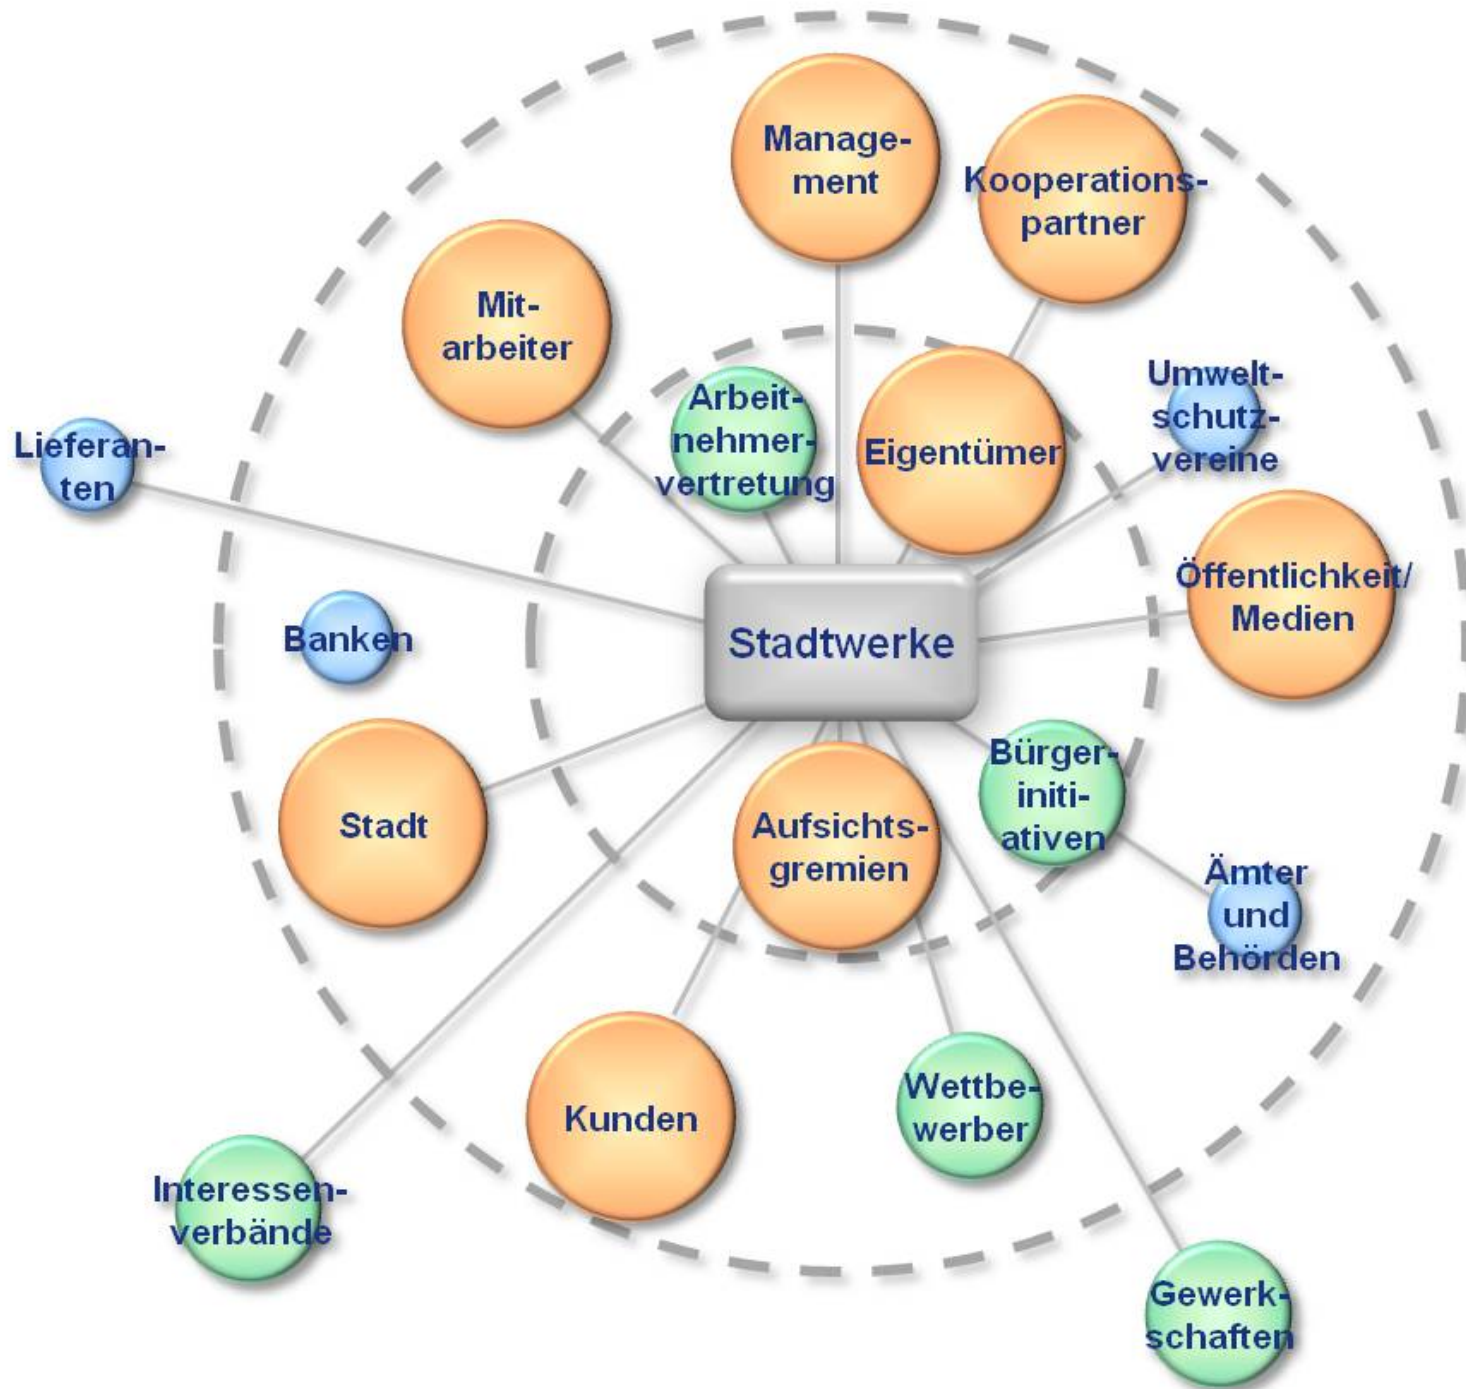 Manage-
ment
Kooperations-
partner
Mit-
arbeiter
Arbeit-
nehmer-
vertretung
Eigentümer
Umwelt-
schutz-
vereine
Lieferan-
ten
Öffentlichkeit/
Medien
Banken
Stadtwerke
Stadt
Aufsichts-
gremien
Bürger-
initi-
ativen
Ämter
und
Behörden
Kunden
Wettbe-
werber
Interessen-
verbände
Gewerk-
schaften